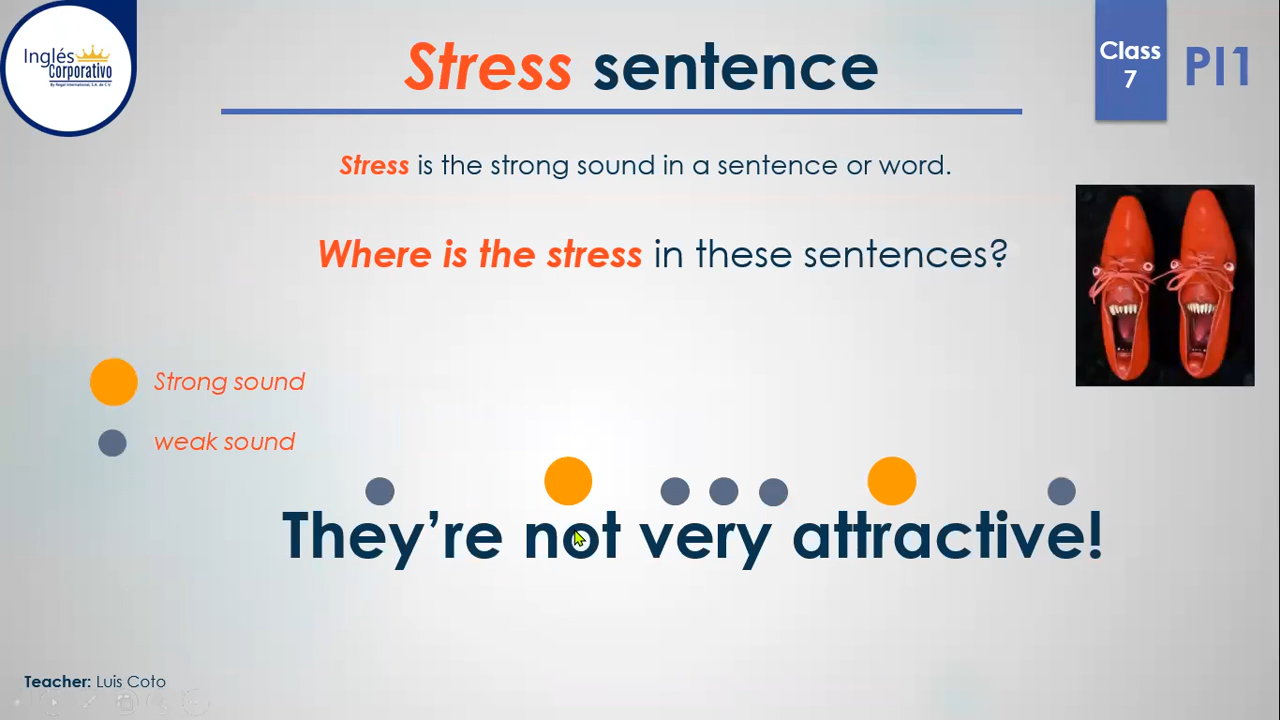 Inglés
Corporativo
By Regal International, S.A. de C.V.
Stress sentence
Class
7
PI1
Stress is the strong sound in a sentence or word.
Where is the stress in these sentences?
Strong sound
weak sound
They're not very attractive!
Teacher: Luis Coto